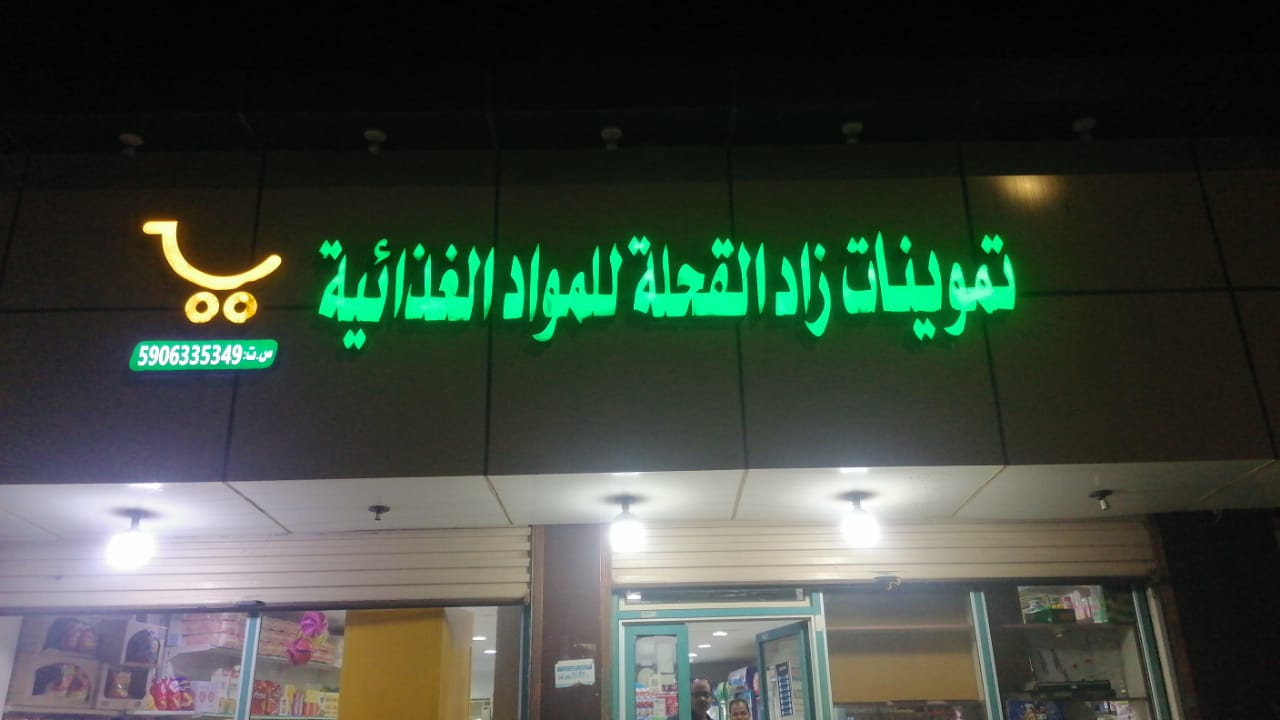 تموينات زاد القحلة للمواد الغذائية
س.ت:5906335349